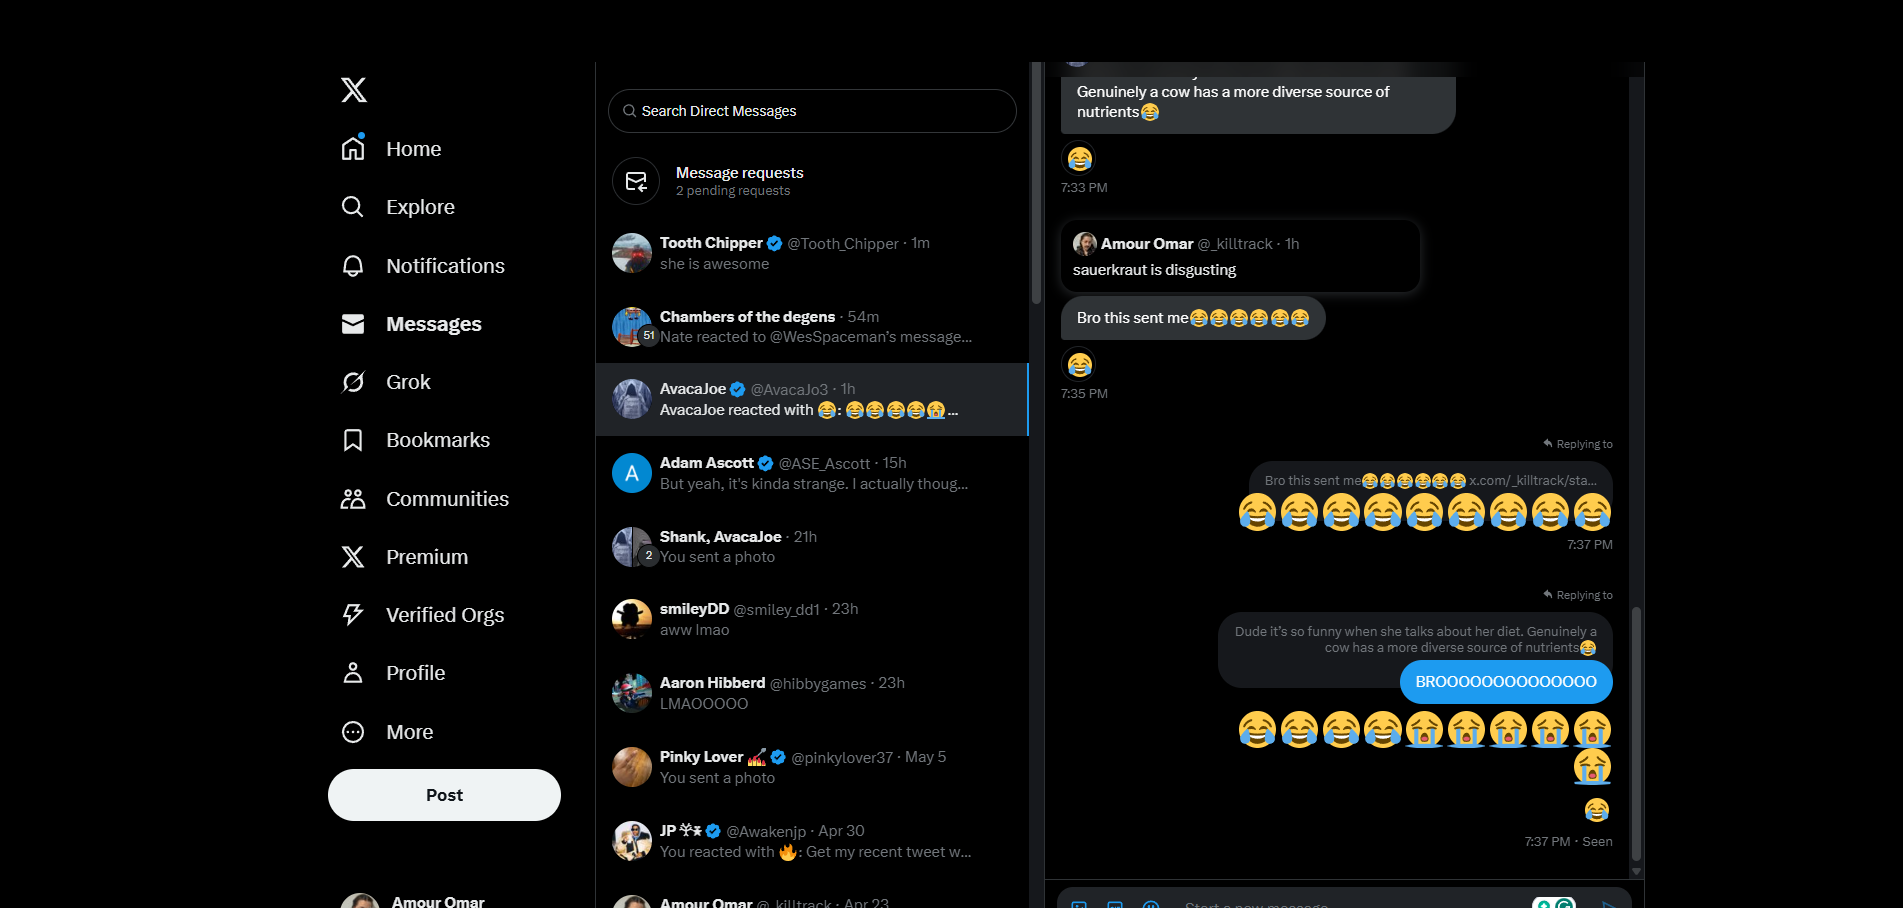 Home
Explore
Notifications
Messages
Grok
Bookmarks
Communities
Premium
Verified Orgs
Profile
More
Post
Amour Omar
Search Direct Messages
Message requests
2 pending requests
Tooth Chipper @Tooth_Chipper · 1m
she is awesome
Chambers of the degens · 54m
51
Nate reacted to @WesSpaceman's message...
AvacaJoe @AvacaJo3 · 1h
AvacaJoe reacted with 😂: 😂😂😂😂😭...
A
Adam Ascott @ASE_Ascott · 15h
But yeah, it's kinda strange. I actually thoug...
Shank, AvacaJoe · 21h
2
You sent a photo
smileyDD @smiley_dd1 · 23h
aww lmao
Aaron Hibberd @hibbygames · 23h
LMAOOOOO
Pinky Lover 💅 @pinkylover37 · May 5
You sent a photo
JP @Awakenjp · Apr 30
You reacted with 🔥: Get my recent tweet w...
Amour Omar @_killtrack · Apr 23
Genuinely a cow has a more diverse source of
nutrients😂
😂
7:33 PM
Amour Omar @_killtrack · 1h
sauerkraut is disgusting
Bro this sent me😂😂😂😂😂😂
😂
7:35 PM
Replying to
Bro this sent me😂😂😂😂😂😂 x.com/_killtrack/sta...
😂😂😂😂😂😂😂😂😂
7:37 PM
Replying to
Dude it's so funny when she talks about her diet. Genuinely a
cow has a more diverse source of nutrients😂
BROOOOOOOOOOOOOO
😂😂😂😂😭😭😭😭😭
😭
😂
7:37 PM · Seen
Start a new message